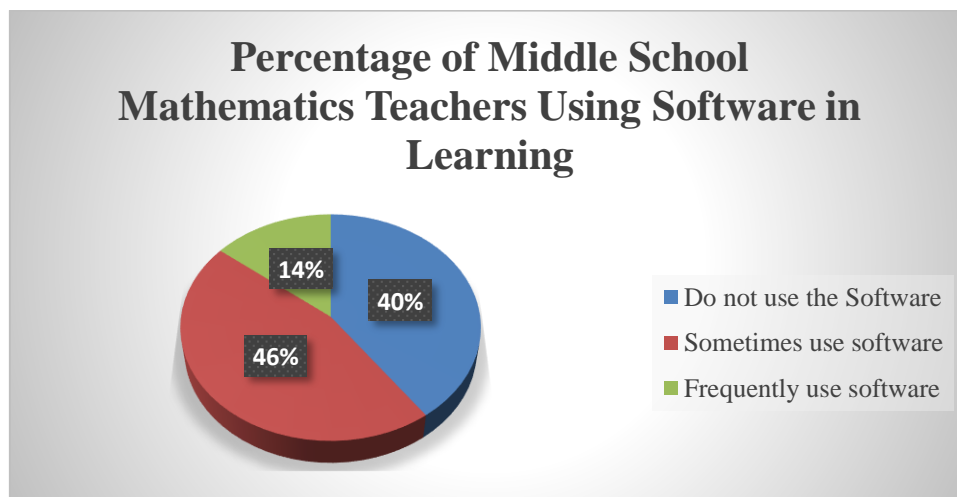 Percentage of Middle School
Mathematics Teachers Using Software in
Learning
14%
40%
46%
Do not use the Software
Sometimes use software
Frequently use software